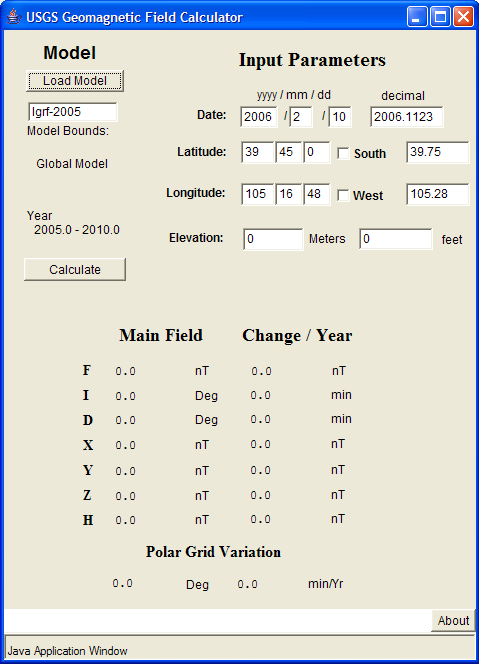 USGS Geomagnetic Field Calculator
Model
Load Model
Igrf-2005
Model Bounds:
Global Model
Year
2005.0 - 2010.0
Calculate
Input Parameters
yyyy / mm / dd decimal
Date: 2006 / 2 / 10 2006.1123
Latitude: 39 45 0 South 39.75
Longitude: 105 16 48 West 105.28
Elevation: 0 Meters 0 feet
Main Field Change / Year
F 0.0 nT 0.0 nT
I 0.0 Deg 0.0 min
D 0.0 Deg 0.0 min
X 0.0 nT 0.0 nT
Y 0.0 nT 0.0 nT
Z 0.0 nT 0.0 nT
H 0.0 nT 0.0 nT
Polar Grid Variation
0.0 Deg 0.0 min/Yr
About
Java Application Window